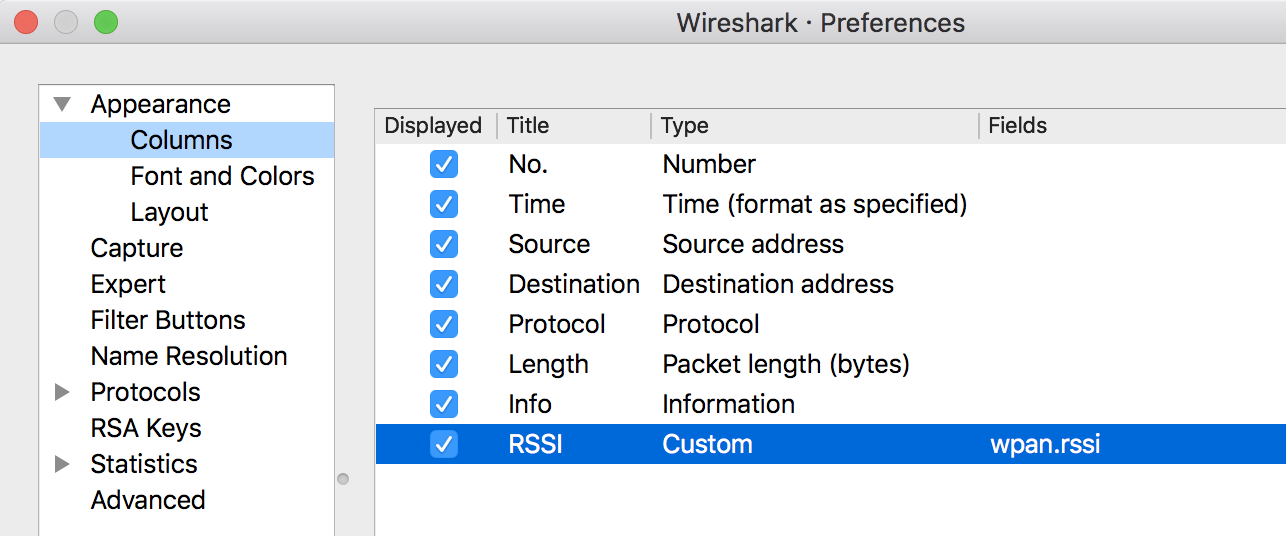 Wireshark · Preferences
Appearance
Columns
Font and Colors
Layout
Capture
Expert
Filter Buttons
Name Resolution
Protocols
RSA Keys
Statistics
Advanced
Displayed Title Type Fields
No. Number
Time Time (format as specified)
Source Source address
Destination Destination address
Protocol Protocol
Length Packet length (bytes)
Info Information
RSSI Custom wpan.rssi